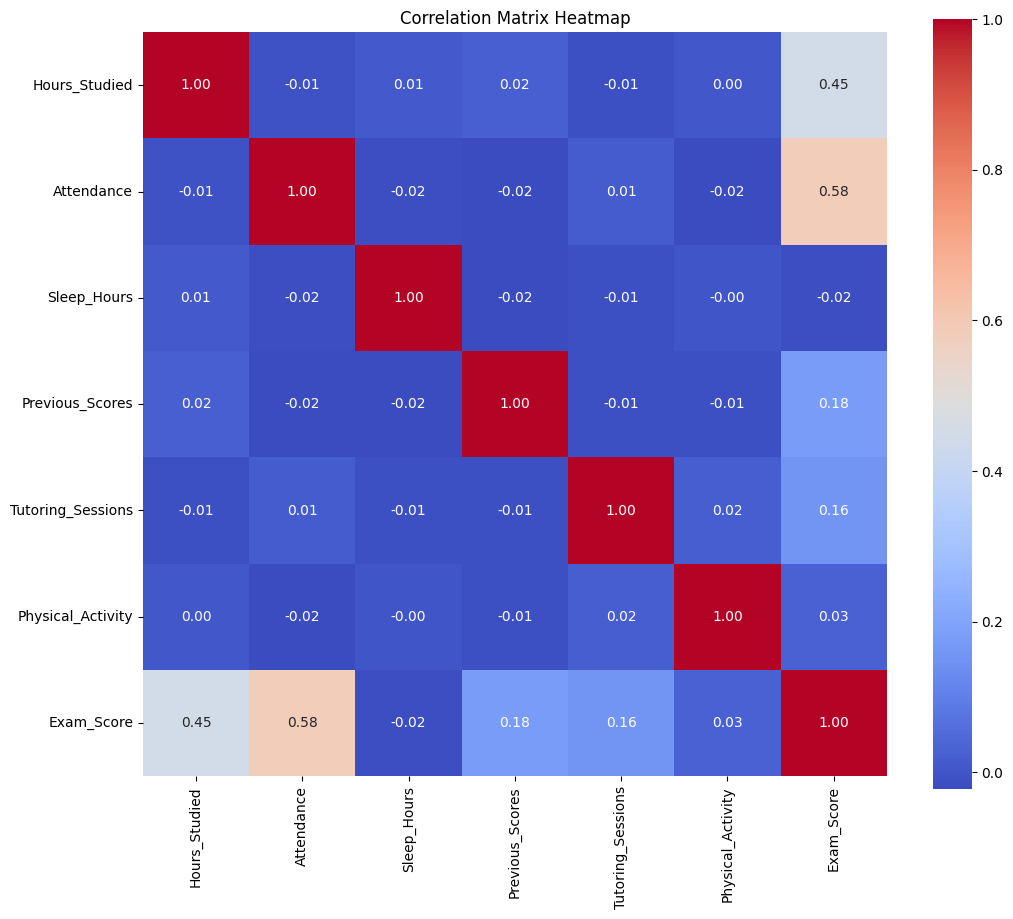 Correlation Matrix Heatmap
Hours_Studied 1.00 -0.01 0.01 0.02 -0.01 0.00 0.45
Attendance -0.01 1.00 -0.02 -0.02 0.01 -0.02 0.58
Sleep_Hours 0.01 -0.02 1.00 -0.02 -0.01 -0.00 -0.02
Previous_Scores 0.02 -0.02 -0.02 1.00 -0.01 -0.01 0.18
Tutoring_Sessions -0.01 0.01 -0.01 -0.01 1.00 0.02 0.16
Physical_Activity 0.00 -0.02 -0.00 -0.01 0.02 1.00 0.03
Exam_Score 0.45 0.58 -0.02 0.18 0.16 0.03 1.00
Hours_Studied
Attendance
Sleep_Hours
Previous_Scores
Tutoring_Sessions
Physical_Activity
Exam_Score
1.0
0.8
0.6
0.4
0.2
0.0